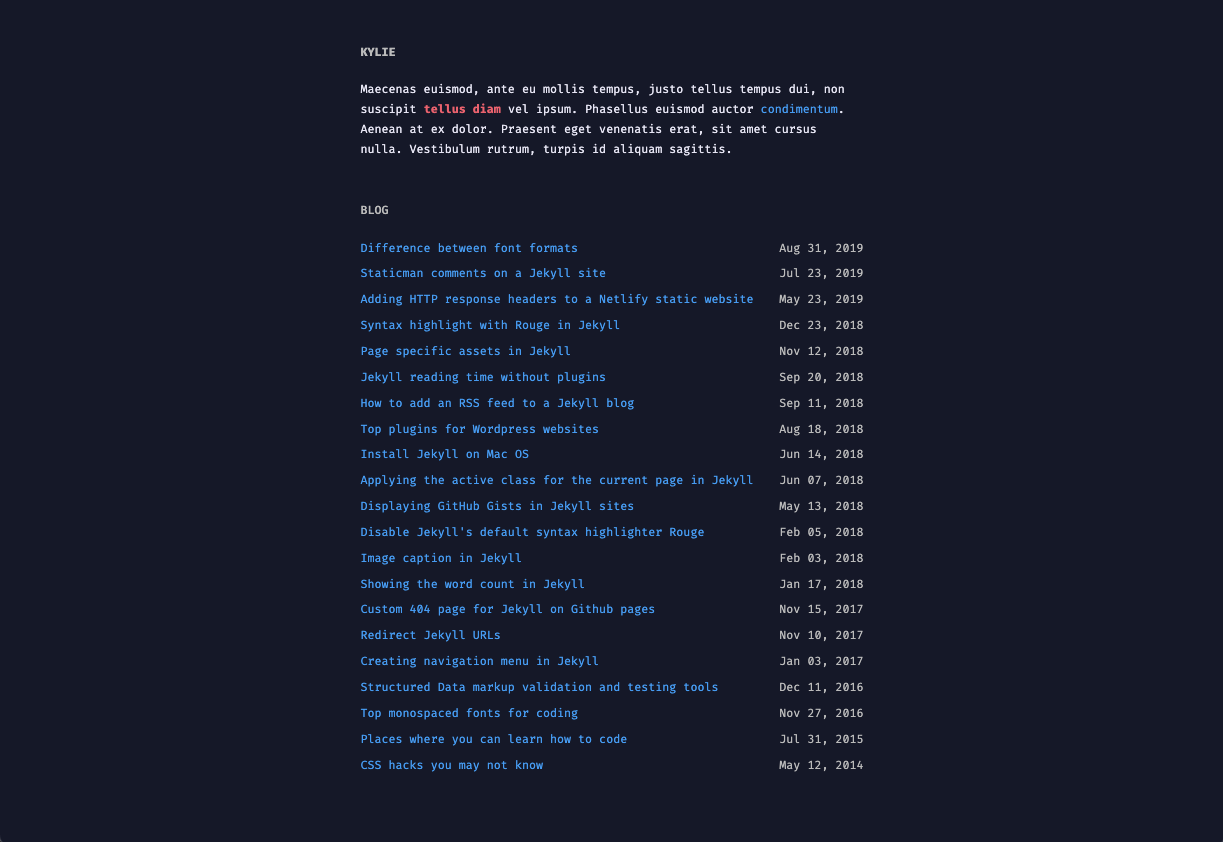 KYLIE
Maecenas euismod, ante eu mollis tempus, justo tellus tempus dui, non
suscipit tellus diam vel ipsum. Phasellus euismod auctor condimentum.
Aenean at ex dolor. Praesent eget venenatis erat, sit amet cursus
nulla. Vestibulum rutrum, turpis id aliquam sagittis.
BLOG
Difference between font formats Aug 31, 2019
Staticman comments on a Jekyll site Jul 23, 2019
Adding HTTP response headers to a Netlify static website May 23, 2019
Syntax highlight with Rouge in Jekyll Dec 23, 2018
Page specific assets in Jekyll Nov 12, 2018
Jekyll reading time without plugins Sep 20, 2018
How to add an RSS feed to a Jekyll blog Sep 11, 2018
Top plugins for Wordpress websites Aug 18, 2018
Install Jekyll on Mac OS Jun 14, 2018
Applying the active class for the current page in Jekyll Jun 07, 2018
Displaying GitHub Gists in Jekyll sites May 13, 2018
Disable Jekyll's default syntax highlighter Rouge Feb 05, 2018
Image caption in Jekyll Feb 03, 2018
Showing the word count in Jekyll Jan 17, 2018
Custom 404 page for Jekyll on Github pages Nov 15, 2017
Redirect Jekyll URLs Nov 10, 2017
Creating navigation menu in Jekyll Jan 03, 2017
Structured Data markup validation and testing tools Dec 11, 2016
Top monospaced fonts for coding Nov 27, 2016
Places where you can learn how to code Jul 31, 2015
CSS hacks you may not know May 12, 2014